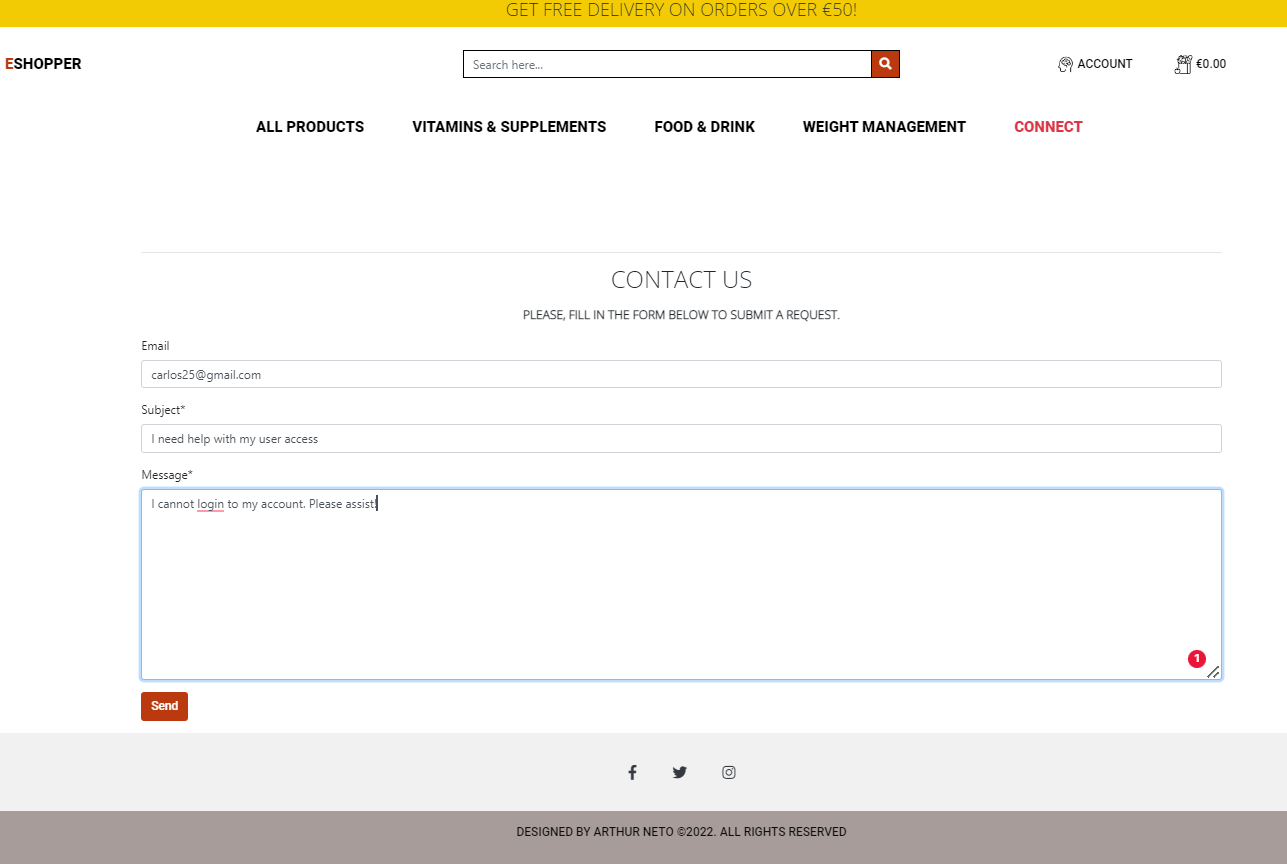 GET FREE DELIVERY ON ORDERS OVER €50!
ESHOPPER
Search here...
ACCOUNT
€0.00
ALL PRODUCTS VITAMINS & SUPPLEMENTS FOOD & DRINK WEIGHT MANAGEMENT CONNECT
CONTACT US
PLEASE, FILL IN THE FORM BELOW TO SUBMIT A REQUEST.
Email
carlos25@gmail.com
Subject*
I need help with my user access
Message*
I cannot login to my account. Please assist!
1
Send
DESIGNED BY ARTHUR NETO ©2022. ALL RIGHTS RESERVED